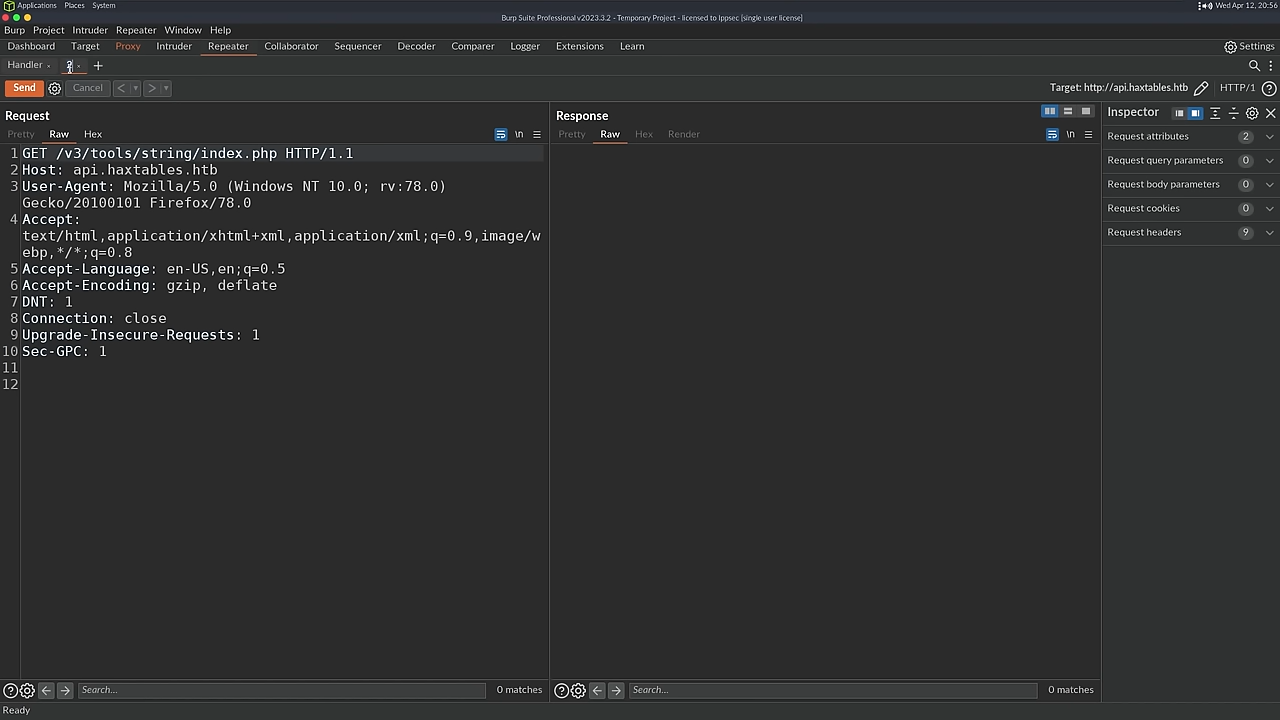 Applications Places System
Wed Apr 12, 20:56
Burp Suite Professional v2023.3.2 - Temporary Project - licensed to Ippsec [single user license]
Burp Project Intruder Repeater Window Help
Dashboard Target Proxy Intruder Repeater Collaborator Sequencer Decoder Comparer Logger Extensions Learn
Settings
Handler × 2 × +
Send Cancel < >
Target: http://api.haxtables.htb HTTP/1
Request
Pretty Raw Hex
\n
Response
Pretty Raw Hex Render
\n
1 GET /v3/tools/string/index.php HTTP/1.1
2 Host: api.haxtables.htb
3 User-Agent: Mozilla/5.0 (Windows NT 10.0; rv:78.0)
Gecko/20100101 Firefox/78.0
4 Accept:
text/html,application/xhtml+xml,application/xml;q=0.9,image/w
ebp,*/*;q=0.8
5 Accept-Language: en-US,en;q=0.5
6 Accept-Encoding: gzip, deflate
7 DNT: 1
8 Connection: close
9 Upgrade-Insecure-Requests: 1
10 Sec-GPC: 1
11
12
Inspector
Request attributes 2
Request query parameters 0
Request body parameters 0
Request cookies 0
Request headers 9
Search... 0 matches
Search... 0 matches
Ready